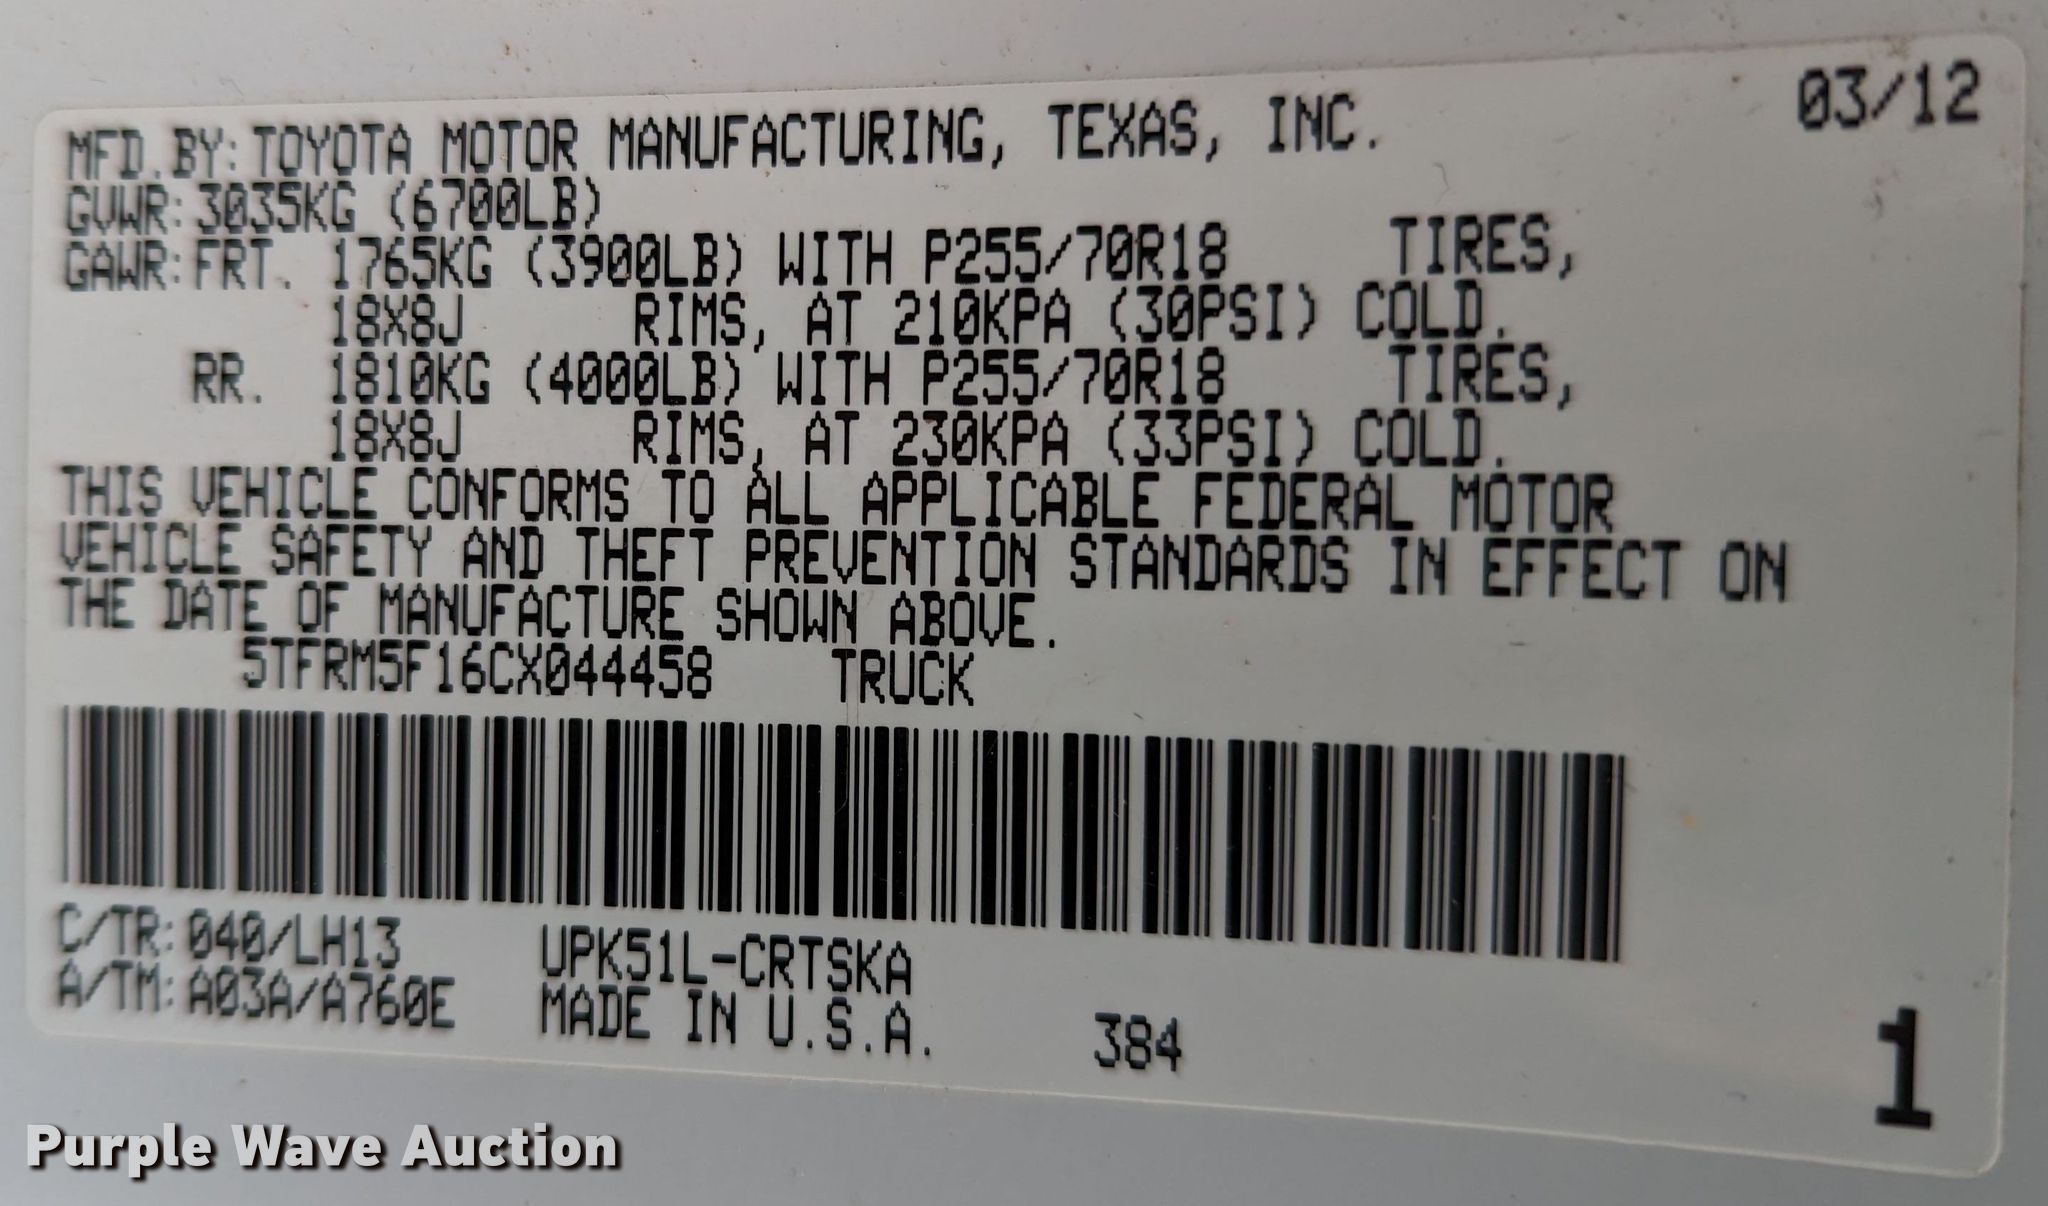 03/12
MFD.BY: TOYOTA MOTOR MANUFACTURING, TEXAS, INC.
GVWR: 3035KG (6700LB)
GAWR: FRT. 1765KG (3900LB) WITH P255/70R18 TIRES,
18X8J RIMS, AT 210KPA (30PSI) COLD.
RR. 1810KG (4000LB) WITH P255/70R18 TIRES,
18X8J RIMS, AT 230KPA (33PSI) COLD.
THIS VEHICLE CONFORMS TO ALL APPLICABLE FEDERAL MOTOR
VEHICLE SAFETY AND THEFT PREVENTION STANDARDS IN EFFECT ON
THE DATE OF MANUFACTURE SHOWN ABOVE.
5TFRM5F16CX044458 TRUCK
C/TR: 040/LH13 UPK51L-CRTSKA
A/TM: A03A/A760E MADE IN U.S.A. 384
1
Purple Wave Auction